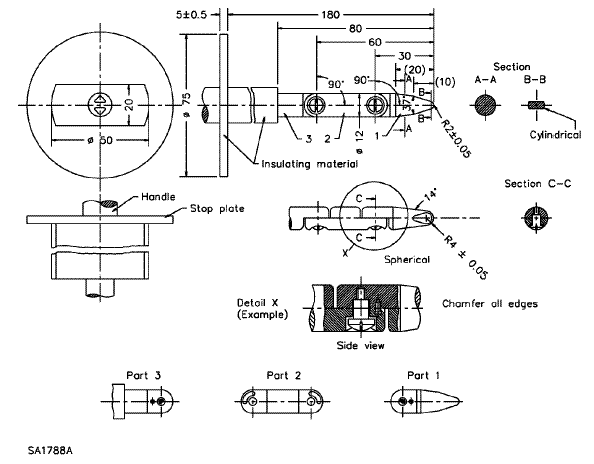 5±0.5
180
80
60
30
(20)
(10)
Section
A-A B-B
90°
90°
A
B
37°
B
A
20
ø 75
ø 50
ø 12
3 2 1
R2±0.05
Cylindrical
Insulating material
Handle
Stop plate
C
C
14°
X
Spherical
R4 ± 0.05
Section C-C
Detail X
(Example)
Chamfer all edges
Side view
Part 3 Part 2 Part 1
SA1788A